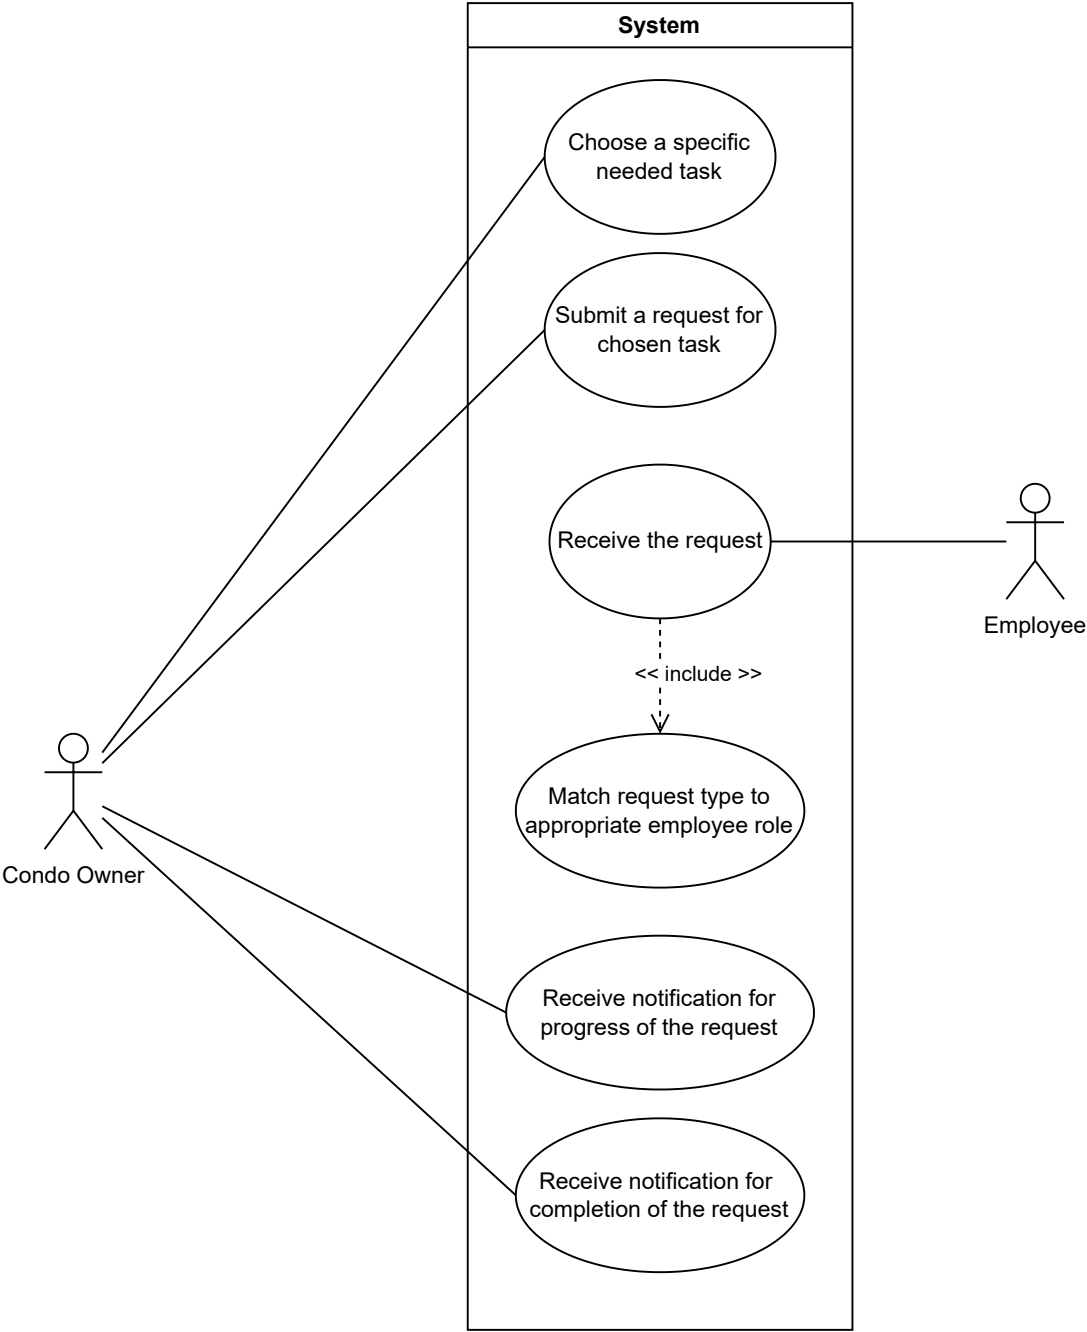 System
Choose a specific
needed task
Submit a request for
chosen task
Receive the request
Employee
<< include >>
Match request type to
appropriate employee role
Condo Owner
Receive notification for
progress of the request
Receive notification for
completion of the request